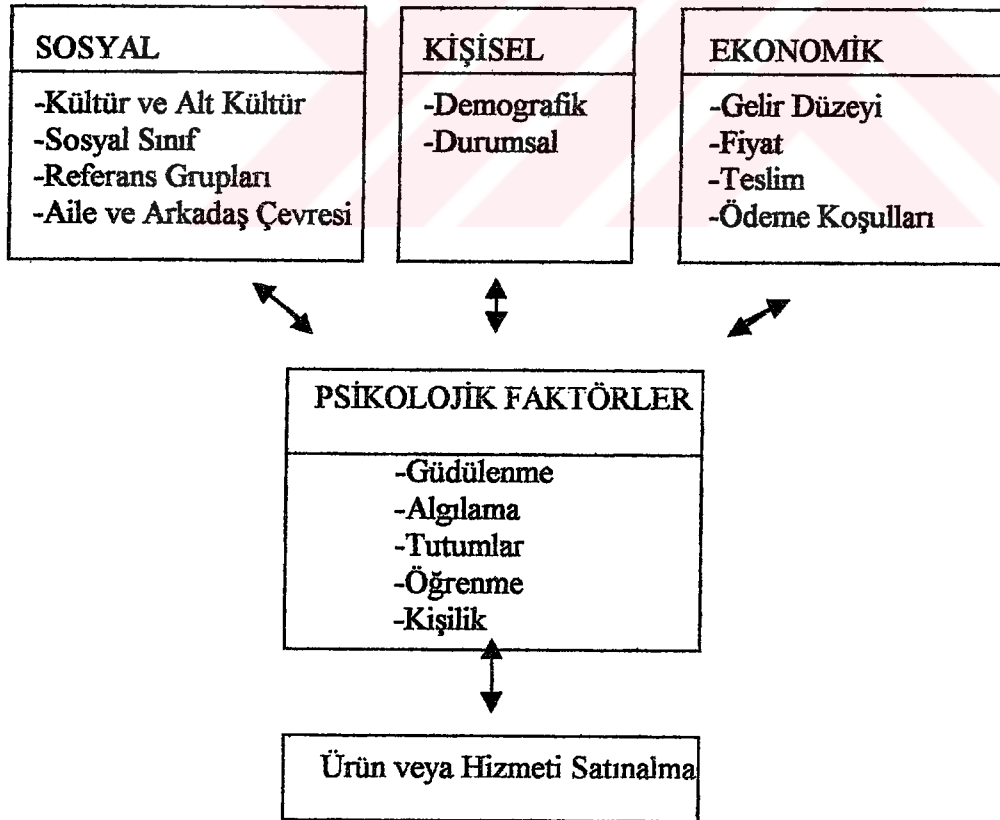 SOSYAL
-Kültür ve Alt Kültür
-Sosyal Sınıf
-Referans Grupları
-Aile ve Arkadaş Çevresi
KİŞİSEL
-Demografik
-Durumsal
EKONOMİK
-Gelir Düzeyi
-Fiyat
-Teslim
-Ödeme Koşulları
PSİKOLOJİK FAKTÖRLER
-Güdülenme
-Algılama
-Tutumlar
-Öğrenme
-Kişilik
Ürün veya Hizmeti Satınalma